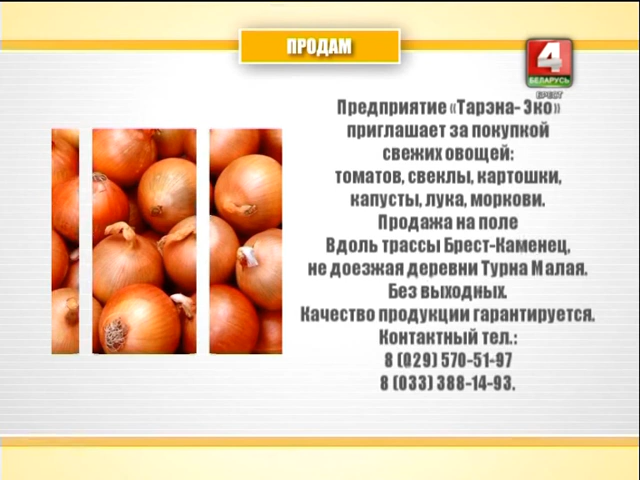 ПРОДАМ
4
БЕЛАРУСЬ
БРЕСТ
Предприятие «Тарэна- Эко»
приглашает за покупкой
свежих овощей:
томатов, свеклы, картошки,
капусты, лука, моркови.
Продажа на поле
Вдоль трассы Брест-Каменец,
не доезжая деревни Турна Малая.
Без выходных.
Качество продукции гарантируется.
Контактный тел.:
8 (029) 570-51-97
8 (033) 388-14-93.